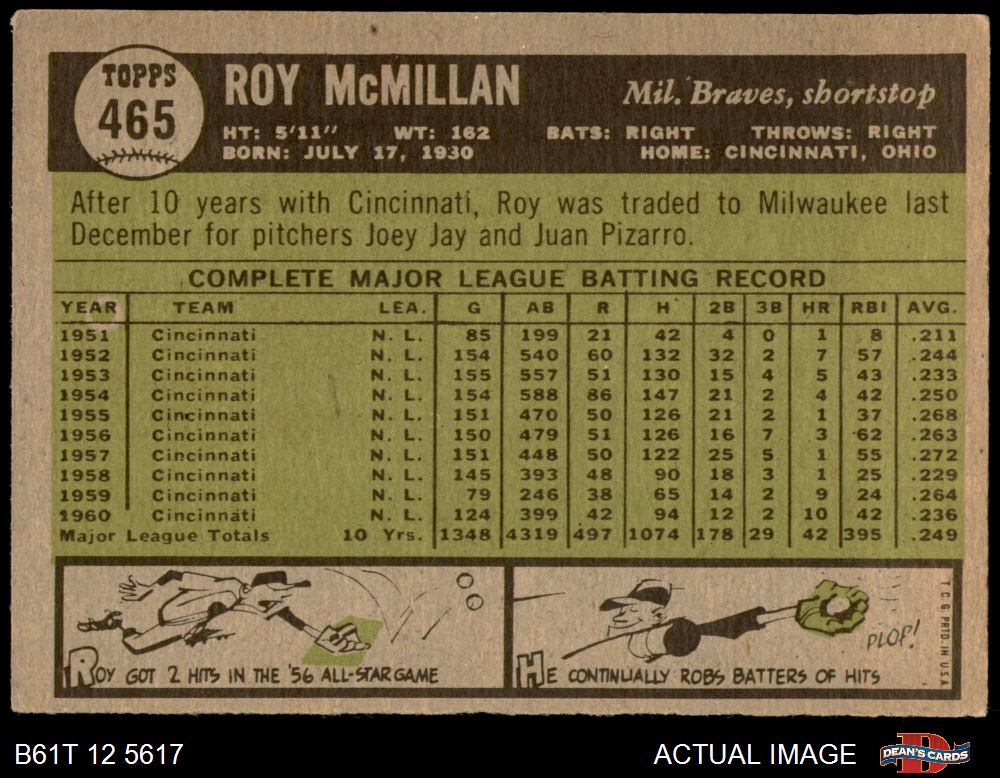 TOPPS
465
ROY McMILLAN
Mil. Braves, shortstop
HT: 5'11" WT: 162 BATS: RIGHT THROWS: RIGHT
BORN: JULY 17, 1930 HOME: CINCINNATI, OHIO
After 10 years with Cincinnati, Roy was traded to Milwaukee last
December for pitchers Joey Jay and Juan Pizarro.
COMPLETE MAJOR LEAGUE BATTING RECORD
YEAR TEAM LEA. G AB R H 2B 3B HR RBI AVG.
1951 Cincinnati N. L. 85 199 21 42 4 0 1 8 .211
1952 Cincinnati N. L. 154 540 60 132 32 2 7 57 .244
1953 Cincinnati N. L. 155 557 51 130 15 4 5 43 .233
1954 Cincinnati N. L. 154 588 86 147 21 2 4 42 .250
1955 Cincinnati N. L. 151 470 50 126 21 2 1 37 .268
1956 Cincinnati N. L. 150 479 51 126 16 7 3 62 .263
1957 Cincinnati N. L. 151 448 50 122 25 5 1 55 .272
1958 Cincinnati N. L. 145 393 48 90 18 3 1 25 .229
1959 Cincinnati N. L. 79 246 38 65 14 2 9 24 .264
1960 Cincinnati N. L. 124 399 42 94 12 2 10 42 .236
Major League Totals 10 Yrs. 1348 4319 497 1074 178 29 42 395 .249
ROY GOT 2 HITS IN THE '56 ALL-STAR GAME
PLOP!
HE CONTINUALLY ROBS BATTERS OF HITS
T. C. G. PRTD. IN U.S.A.
B61T 12 5617
ACTUAL IMAGE
DEAN'S CARDS